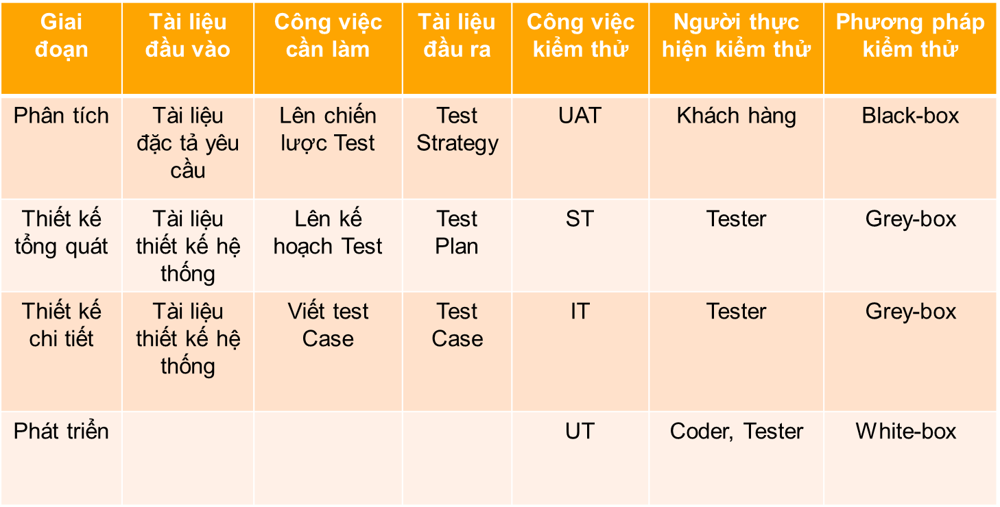 Giai đoạn
Tài liệu đầu vào
Công việc cần làm
Tài liệu đầu ra
Công việc kiểm thử
Người thực hiện kiểm thử
Phương pháp kiểm thử
Phân tích
Tài liệu đặc tả yêu cầu
Lên chiến lược Test
Test Strategy
UAT
Khách hàng
Black-box
Thiết kế tổng quát
Tài liệu thiết kế hệ thống
Lên kế hoạch Test
Test Plan
ST
Tester
Grey-box
Thiết kế chi tiết
Tài liệu thiết kế hệ thống
Viết test Case
Test Case
IT
Tester
Grey-box
Phát triển
UT
Coder, Tester
White-box